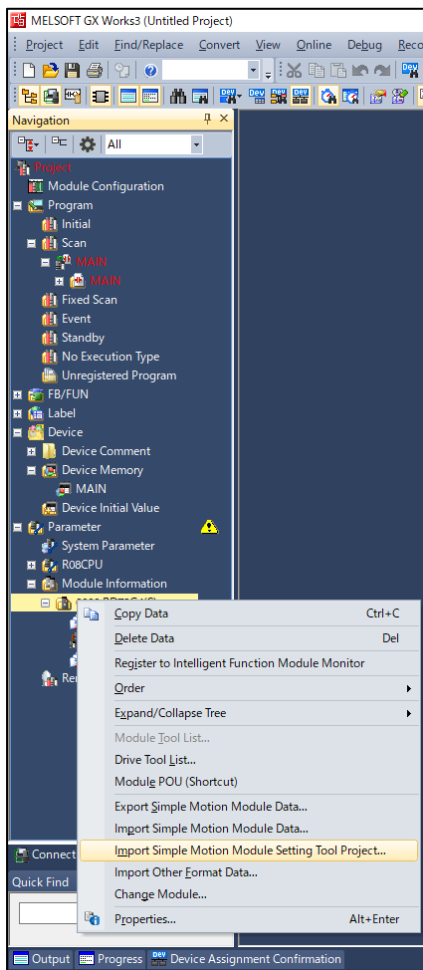 MELSOFT GX Works3 (Untitled Project)
Project Edit Find/Replace Convert View Online Debug Reco
Navigation
All
Project
Module Configuration
Program
Initial
Scan
MAIN
MAIN
Fixed Scan
Event
Standby
No Execution Type
Unregistered Program
FB/FUN
Label
Device
Device Comment
Device Memory
MAIN
Device Initial Value
Parameter
System Parameter
R08CPU
Module Information
Copy Data Ctrl+C
Delete Data Del
Register to Intelligent Function Module Monitor
Order
Expand/Collapse Tree
Module Tool List...
Drive Tool List...
Module POU (Shortcut)
Export Simple Motion Module Data...
Import Simple Motion Module Data...
Import Simple Motion Module Setting Tool Project...
Import Other Format Data...
Change Module...
Properties... Alt+Enter
Re
Connect
Quick Find
Output Progress Device Assignment Confirmation